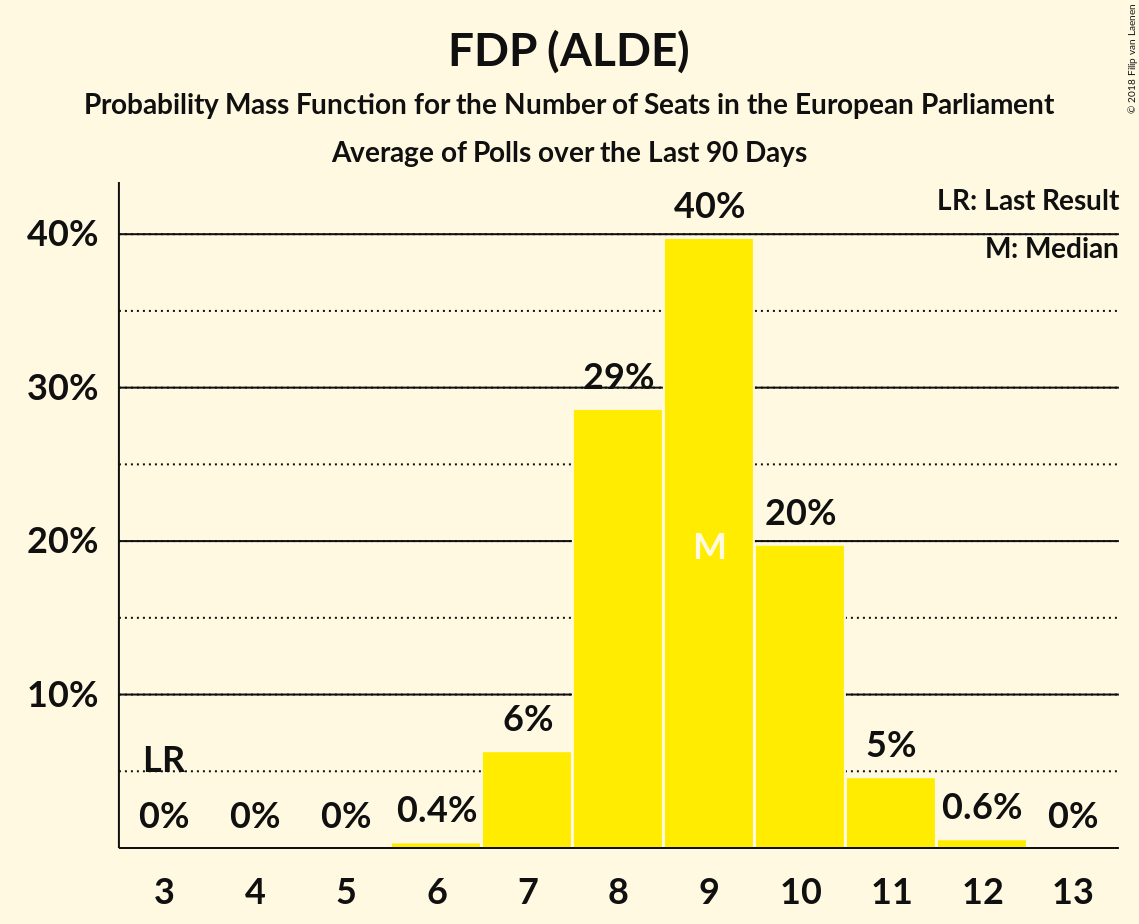 FDP (ALDE)
Probability Mass Function for the Number of Seats in the European Parliament
Average of Polls over the Last 90 Days
© 2018 Filip van Laenen
LR: Last Result
M: Median
40%
30%
20%
10%
LR
0%
0%
0%
0.4%
6%
29%
40%
M
20%
5%
0.6%
0%
3 4 5 6 7 8 9 10 11 12 13